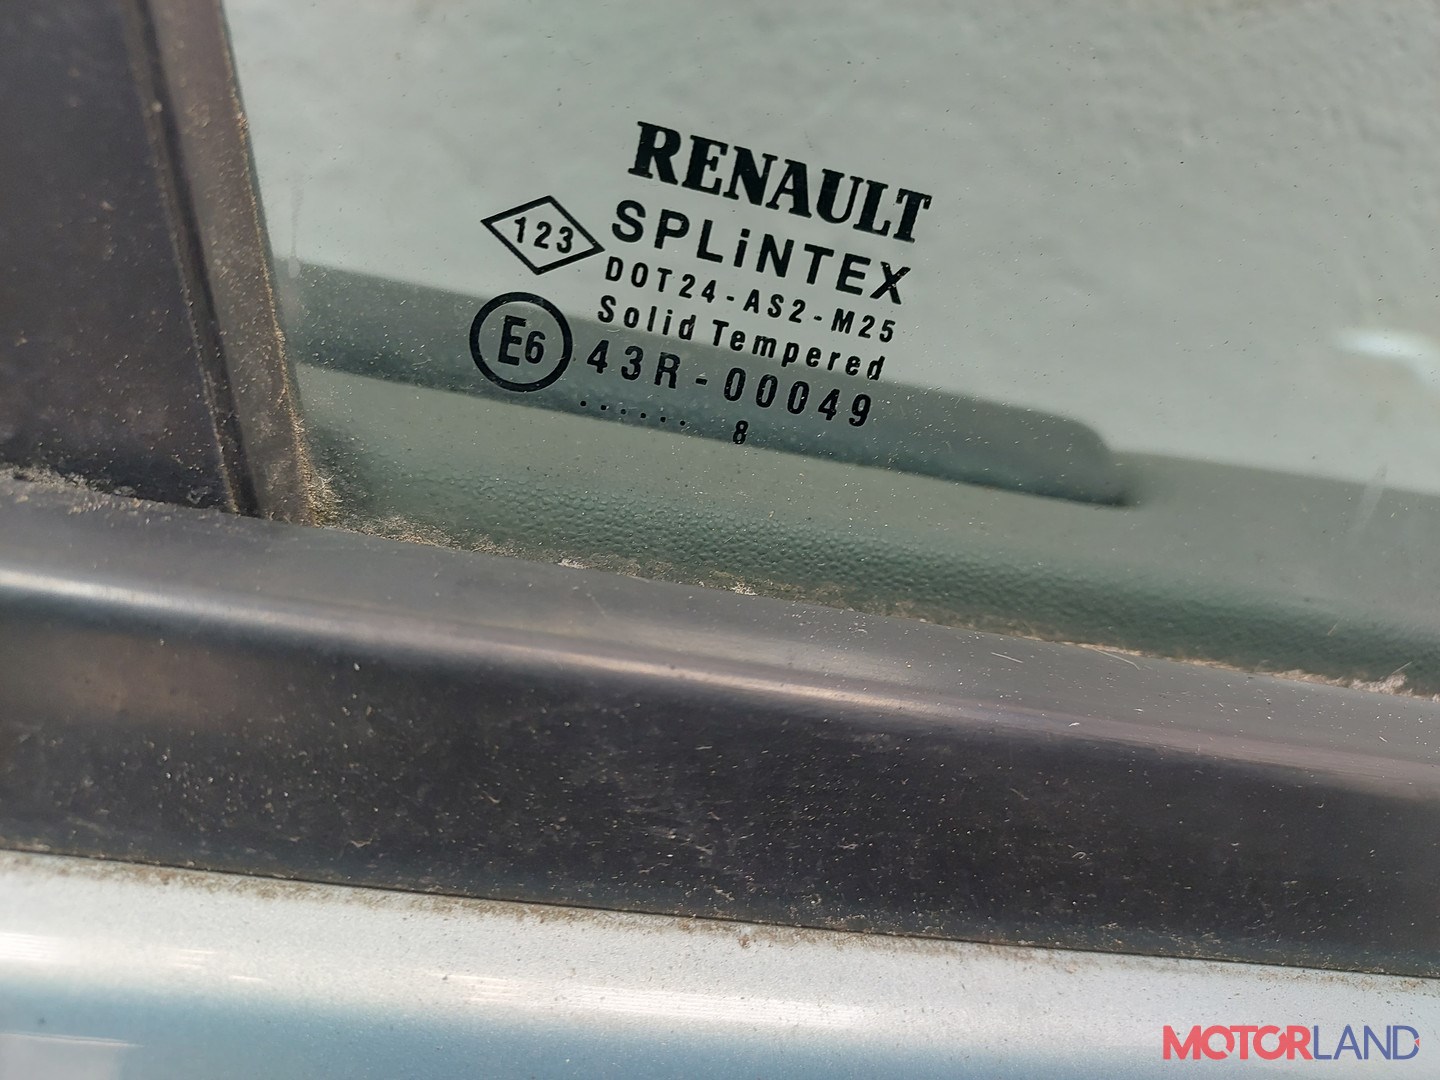 RENAULT
123
SPLiNTEX
DOT24-AS2-M25
Solid Tempered
E6
43R-00049
. . . . . . 8
MOTORLAND